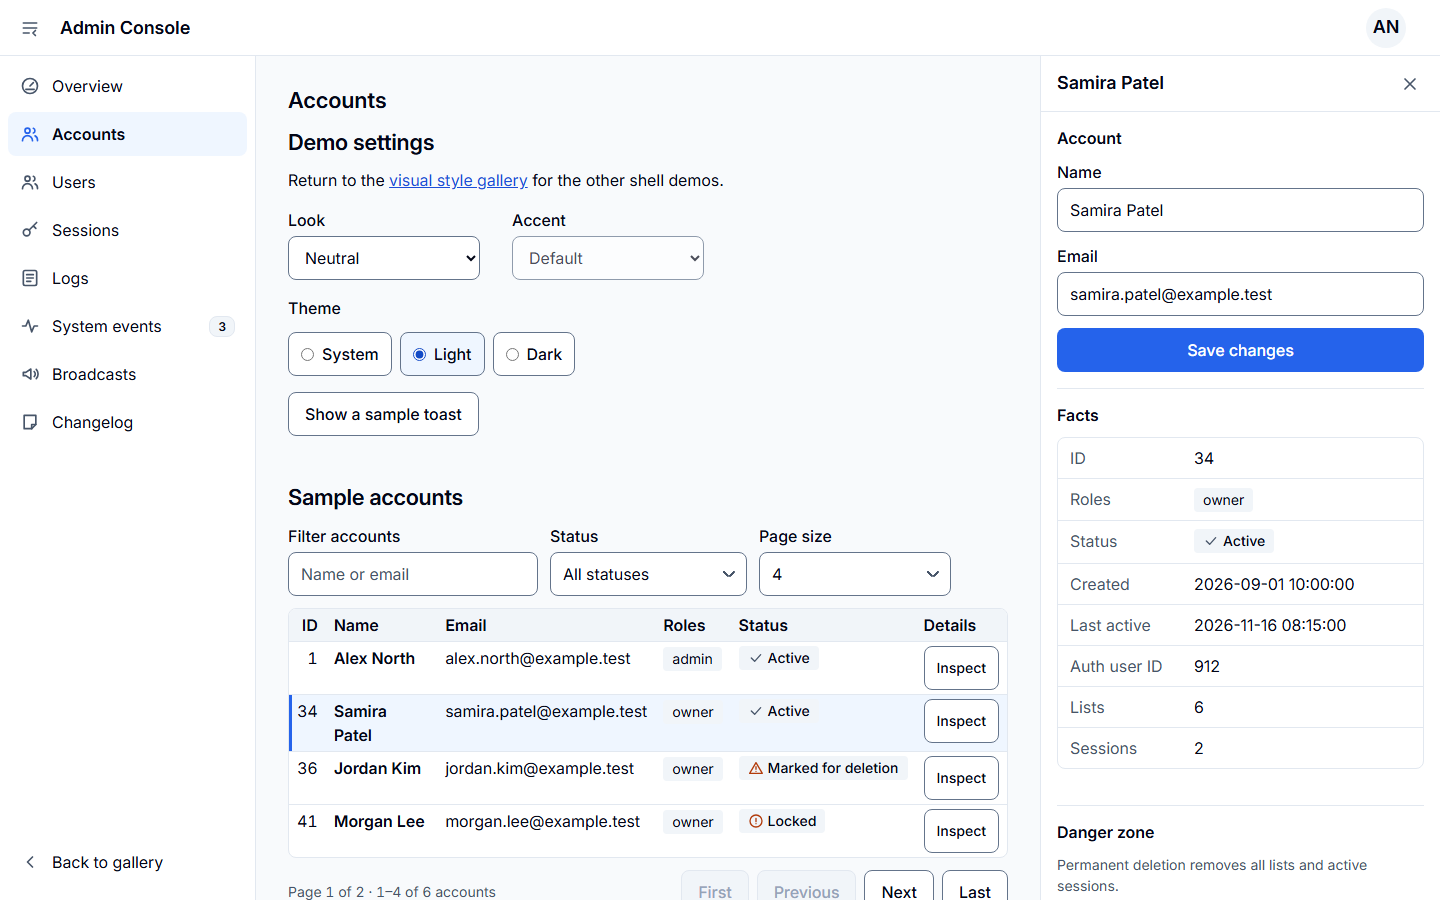 Admin Console
AN
Overview
Accounts
Users
Sessions
Logs
System events 3
Broadcasts
Changelog
Back to gallery
Accounts
Demo settings
Return to the visual style gallery for the other shell demos.
Look Accent
Neutral Default
Theme
System Light Dark
Show a sample toast
Sample accounts
Filter accounts Status Page size
Name or email All statuses 4
ID Name Email Roles Status Details
1 Alex North alex.north@example.test admin Active Inspect
34 Samira Patel samira.patel@example.test owner Active Inspect
36 Jordan Kim jordan.kim@example.test owner Marked for deletion Inspect
41 Morgan Lee morgan.lee@example.test owner Locked Inspect
Page 1 of 2 · 1–4 of 6 accounts First Previous Next Last
Samira Patel
Account
Name
Samira Patel
Email
samira.patel@example.test
Save changes
Facts
ID 34
Roles owner
Status Active
Created 2026-09-01 10:00:00
Last active 2026-11-16 08:15:00
Auth user ID 912
Lists 6
Sessions 2
Danger zone
Permanent deletion removes all lists and active
sessions.